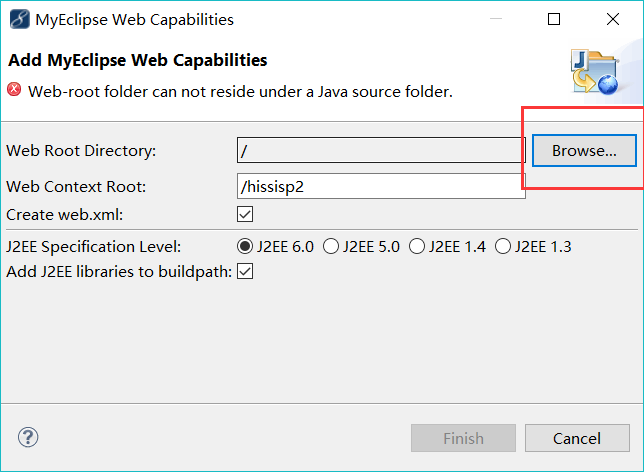 MyEclipse Web Capabilities
Add MyEclipse Web Capabilities
Web-root folder can not reside under a Java source folder.
Web Root Directory: / Browse...
Web Context Root: /hissisp2
Create web.xml:
J2EE Specification Level: J2EE 6.0 J2EE 5.0 J2EE 1.4 J2EE 1.3
Add J2EE libraries to buildpath:
? Finish Cancel